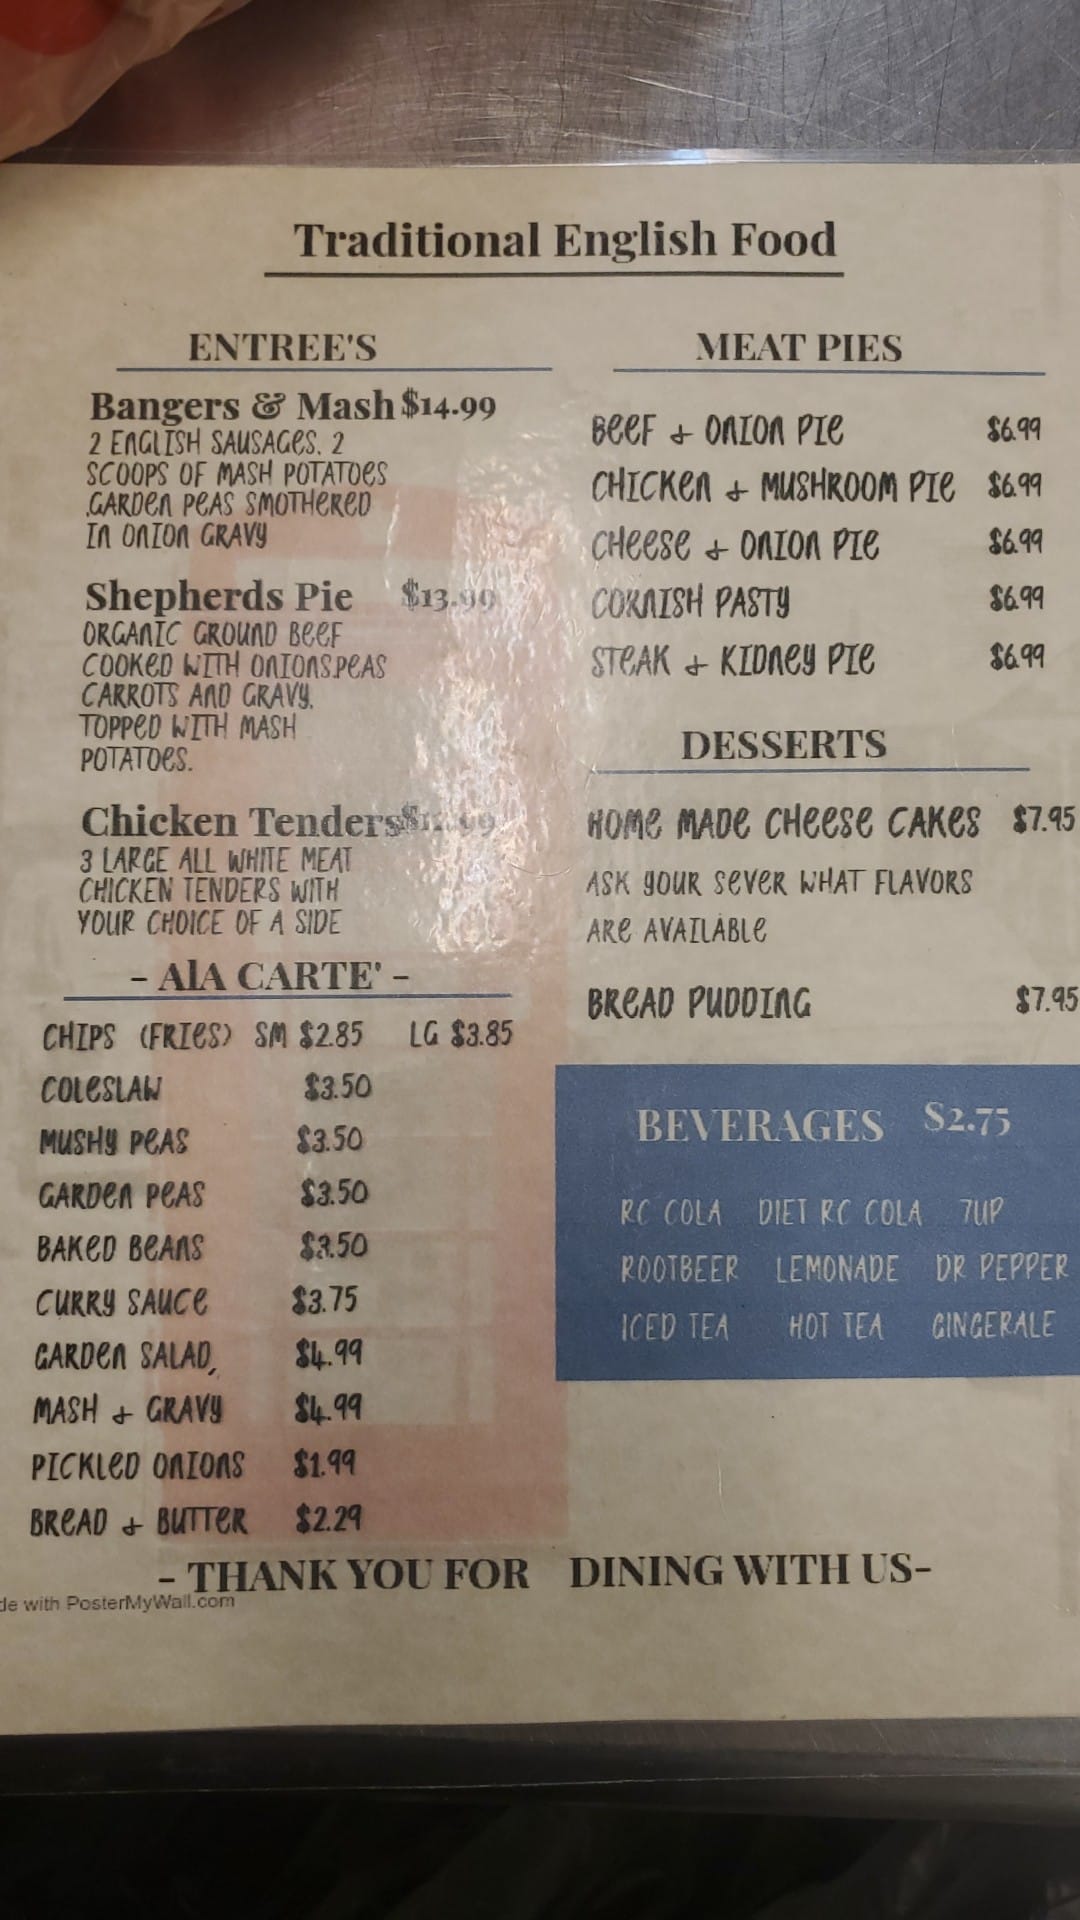 Traditional English Food
ENTREE'S
Bangers & Mash $14.99
2 ENGLISH SAUSAGES, 2
SCOOPS OF MASH POTATOES
,GARDEN PEAS SMOTHERED
IN ONION GRAVY
Shepherds Pie $13.99
ORGANIC GROUND BEEF
COOKED WITH ONIONS,PEAS
CARROTS AND GRAVY,
TOPPED WITH MASH
POTATOES.
Chicken Tenders
3 LARGE ALL WHITE MEAT
CHICKEN TENDERS WITH
YOUR CHOICE OF A SIDE
- AlA CARTE' -
CHIPS (FRIES) SM $2.85 LG $3.85
COLESLAW $3.50
MUSHY PEAS $3.50
GARDEN PEAS $3.50
BAKED BEANS $3.50
CURRY SAUCE $3.75
GARDEN SALAD, $4.99
MASH + GRAVY $4.99
PICKLED ONIONS $1.99
BREAD + BUTTER $2.29
MEAT PIES
BEEF + ONION PIE $6.99
CHICKEN + MUSHROOM PIE $6.99
CHEESE + ONION PIE $6.99
CORNISH PASTY $6.99
STEAK + KIDNEY PIE $6.99
DESSERTS
HOME MADE CHEESE CAKES $7.95
ASK YOUR SEVER WHAT FLAVORS
ARE AVAILABLE
BREAD PUDDING $7.95
BEVERAGES $2.75
RC COLA DIET RC COLA 7UP
ROOTBEER LEMONADE DR PEPPER
ICED TEA HOT TEA GINGERALE
- THANK YOU FOR DINING WITH US-
de with PosterMyWall.com